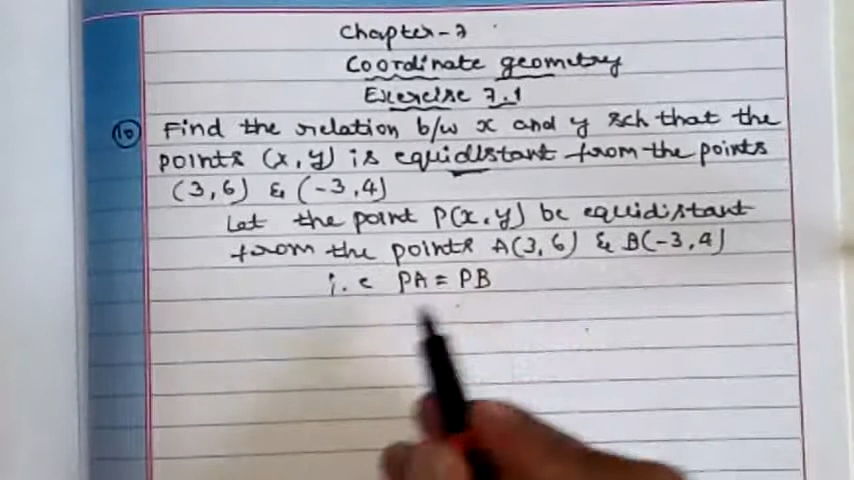 Chapter-7
Coordinate geometry
Exercise 7.1
10 Find the relation b/w x and y sch that the
points (x,y) is equidistant from the points
(3,6) & (-3,4)
Let the point P(x,y) be equidistant
from the points A(3,6) & B(-3,4)
i.e PA = PB